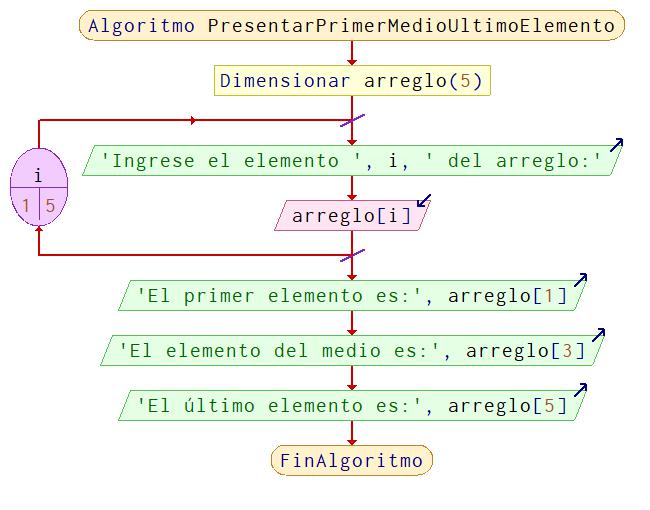 Algoritmo PresentarPrimerMedioUltimoElemento
Dimensionar arreglo(5)
'Ingrese el elemento ', i, ' del arreglo:'
i
1 5
arreglo[i]
'El primer elemento es:', arreglo[1]
'El elemento del medio es:', arreglo[3]
'El último elemento es:', arreglo[5]
FinAlgoritmo